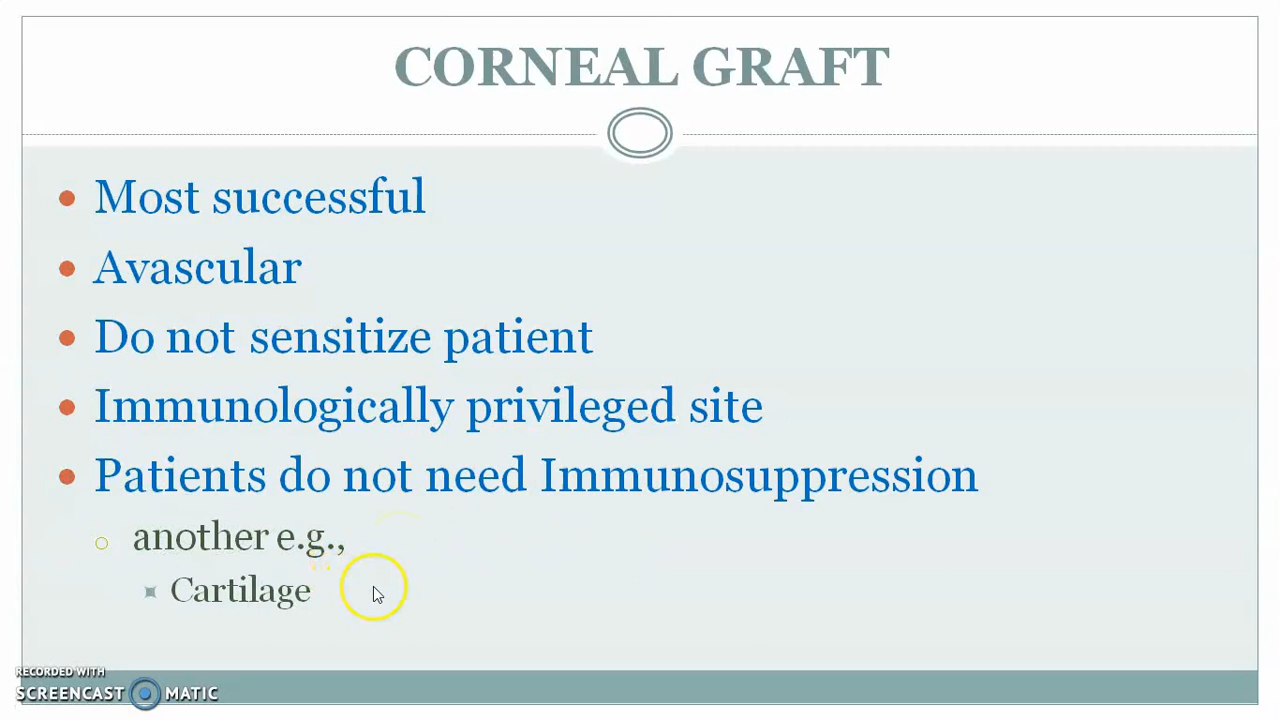 CORNEAL GRAFT
Most successful
Avascular
Do not sensitize patient
Immunologically privileged site
Patients do not need Immunosuppression
another e.g.,
Cartilage
RECORDED WITH
SCREENCAST MATIC